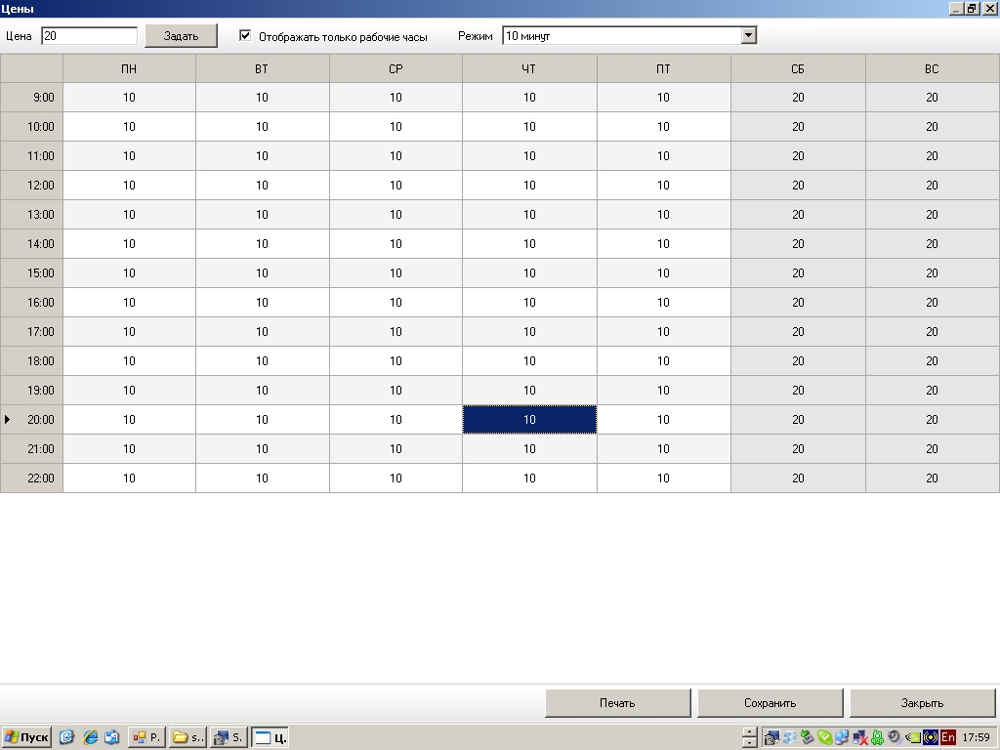 Цены
Цена 20 Задать Отображать только рабочие часы Режим 10 минут
ПН ВТ СР ЧТ ПТ СБ ВС
9:00 10 10 10 10 10 20 20
10:00 10 10 10 10 10 20 20
11:00 10 10 10 10 10 20 20
12:00 10 10 10 10 10 20 20
13:00 10 10 10 10 10 20 20
14:00 10 10 10 10 10 20 20
15:00 10 10 10 10 10 20 20
16:00 10 10 10 10 10 20 20
17:00 10 10 10 10 10 20 20
18:00 10 10 10 10 10 20 20
19:00 10 10 10 10 10 20 20
20:00 10 10 10 10 10 20 20
21:00 10 10 10 10 10 20 20
22:00 10 10 10 10 10 20 20
Печать Сохранить Закрыть
Пуск P. s.. S. Ц. En 17:59